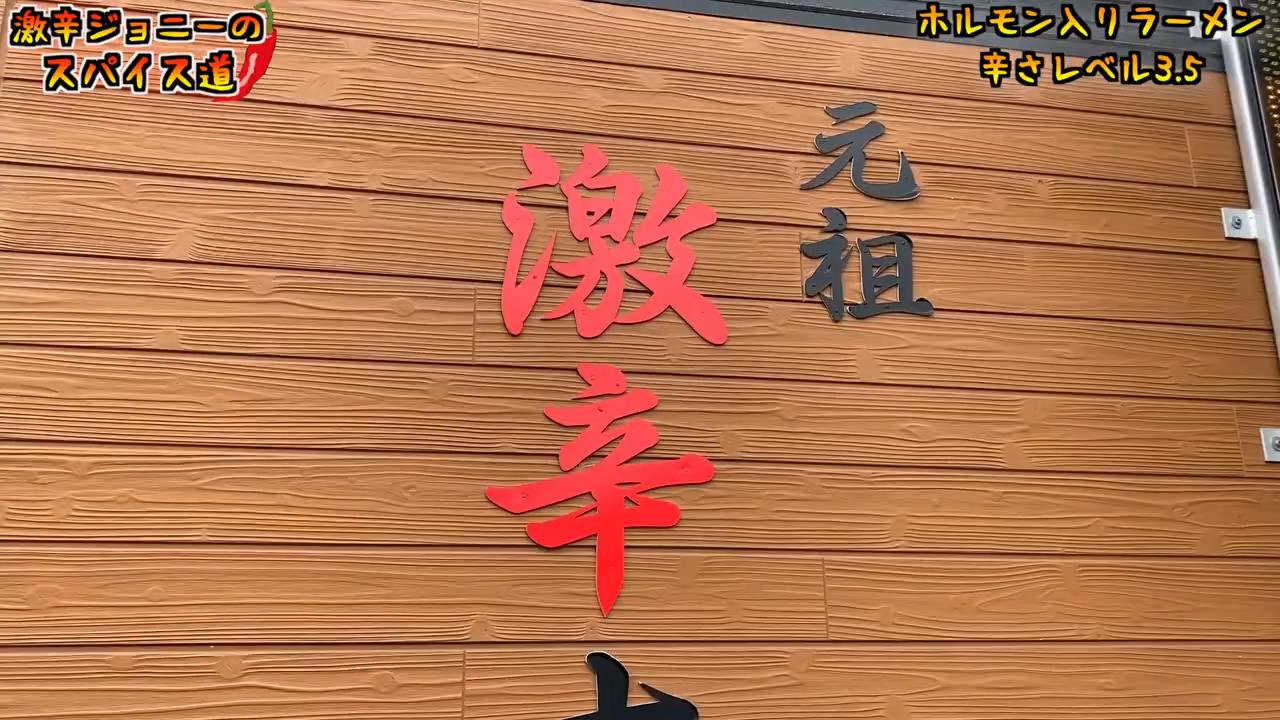 激辛ジョニーの
スパイス道
ホルモン入りラーメン
辛さレベル3.5
元祖
激辛